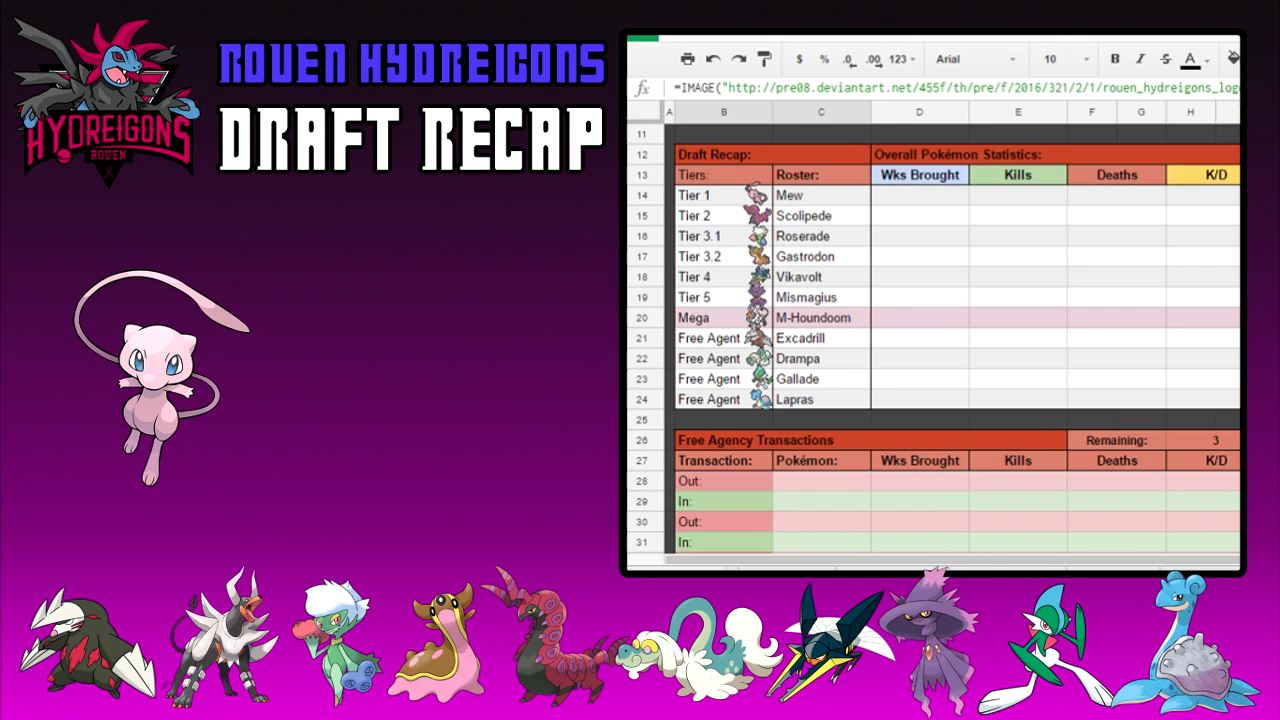 ROUEN HYDREIGONS
DRAFT RECAP
HYDREIGONS
ROUEN
$ % .0 .00 123 Arial 10 B I S A
fx =IMAGE("http://pre08.deviantart.net/455f/th/pre/f/2016/321/2/1/rouen_hydreigons_log
A B C D E F G H
11
12 Draft Recap: Overall Pokémon Statistics:
13 Tiers: Roster: Wks Brought Kills Deaths K/D
14 Tier 1 Mew
15 Tier 2 Scolipede
16 Tier 3.1 Roserade
17 Tier 3.2 Gastrodon
18 Tier 4 Vikavolt
19 Tier 5 Mismagius
20 Mega M-Houndoom
21 Free Agent Excadrill
22 Free Agent Drampa
23 Free Agent Gallade
24 Free Agent Lapras
25
26 Free Agency Transactions Remaining: 3
27 Transaction: Pokémon: Wks Brought Kills Deaths K/D
28 Out:
29 In:
30 Out:
31 In: